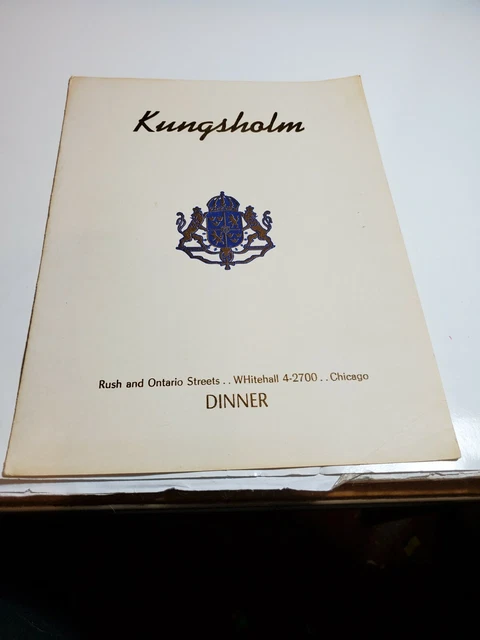 Kungsholm
Rush and Ontario Streets . . WHitehall 4-2700 . . Chicago
DINNER